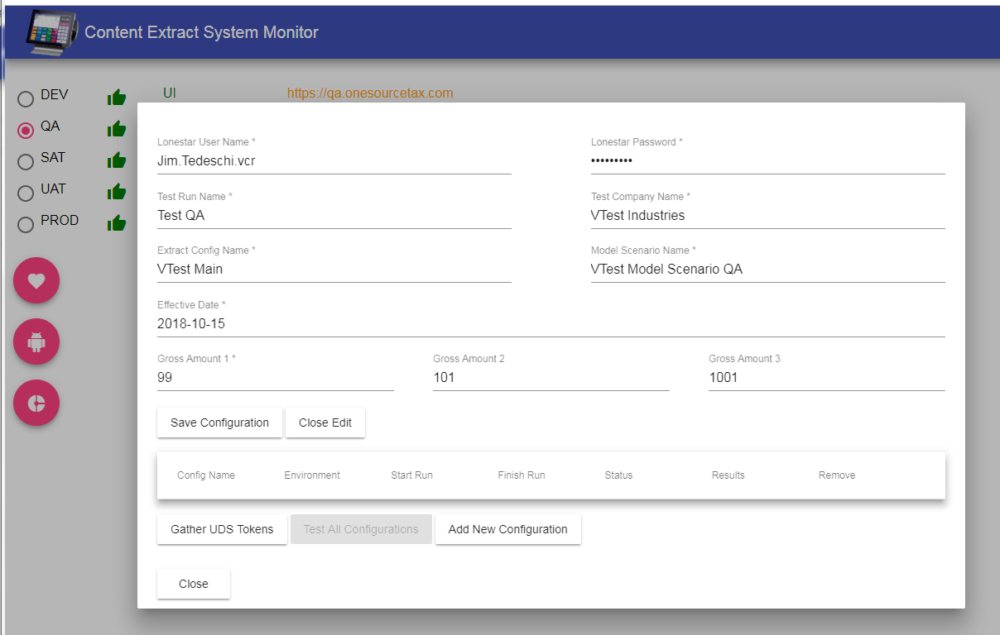 Content Extract System Monitor
DEV UI https://qa.onesourcetax.com
QA
SAT
UAT
PROD
Lonestar User Name * Lonestar Password *
Jim.Tedeschi.vcr •••••••••
Test Run Name * Test Company Name *
Test QA VTest Industries
Extract Config Name * Model Scenario Name *
VTest Main VTest Model Scenario QA
Effective Date *
2018-10-15
Gross Amount 1 * Gross Amount 2 Gross Amount 3
99 101 1001
Save Configuration Close Edit
Config Name Environment Start Run Finish Run Status Results Remove
Gather UDS Tokens Test All Configurations Add New Configuration
Close